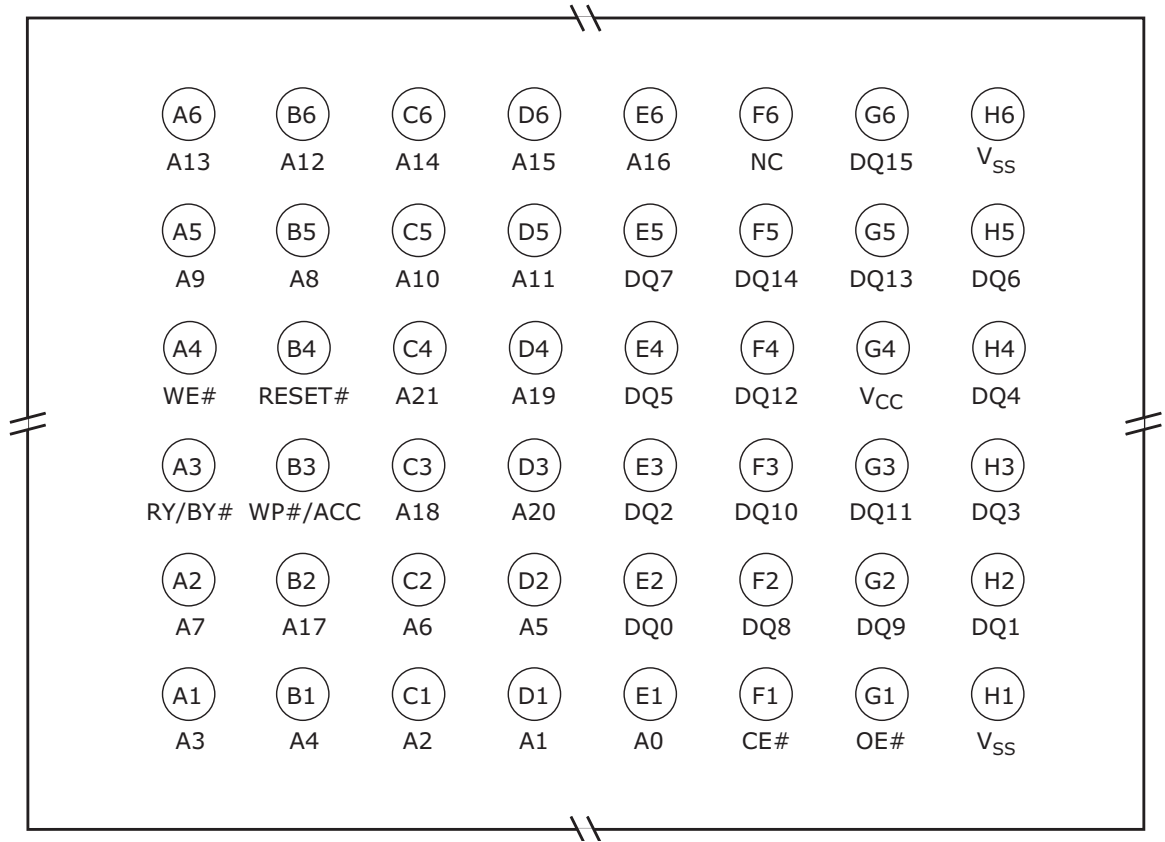 A6 B6 C6 D6 E6 F6 G6 H6
A13 A12 A14 A15 A16 NC DQ15 VSS
A5 B5 C5 D5 E5 F5 G5 H5
A9 A8 A10 A11 DQ7 DQ14 DQ13 DQ6
A4 B4 C4 D4 E4 F4 G4 H4
WE# RESET# A21 A19 DQ5 DQ12 VCC DQ4
A3 B3 C3 D3 E3 F3 G3 H3
RY/BY# WP#/ACC A18 A20 DQ2 DQ10 DQ11 DQ3
A2 B2 C2 D2 E2 F2 G2 H2
A7 A17 A6 A5 DQ0 DQ8 DQ9 DQ1
A1 B1 C1 D1 E1 F1 G1 H1
A3 A4 A2 A1 A0 CE# OE# VSS